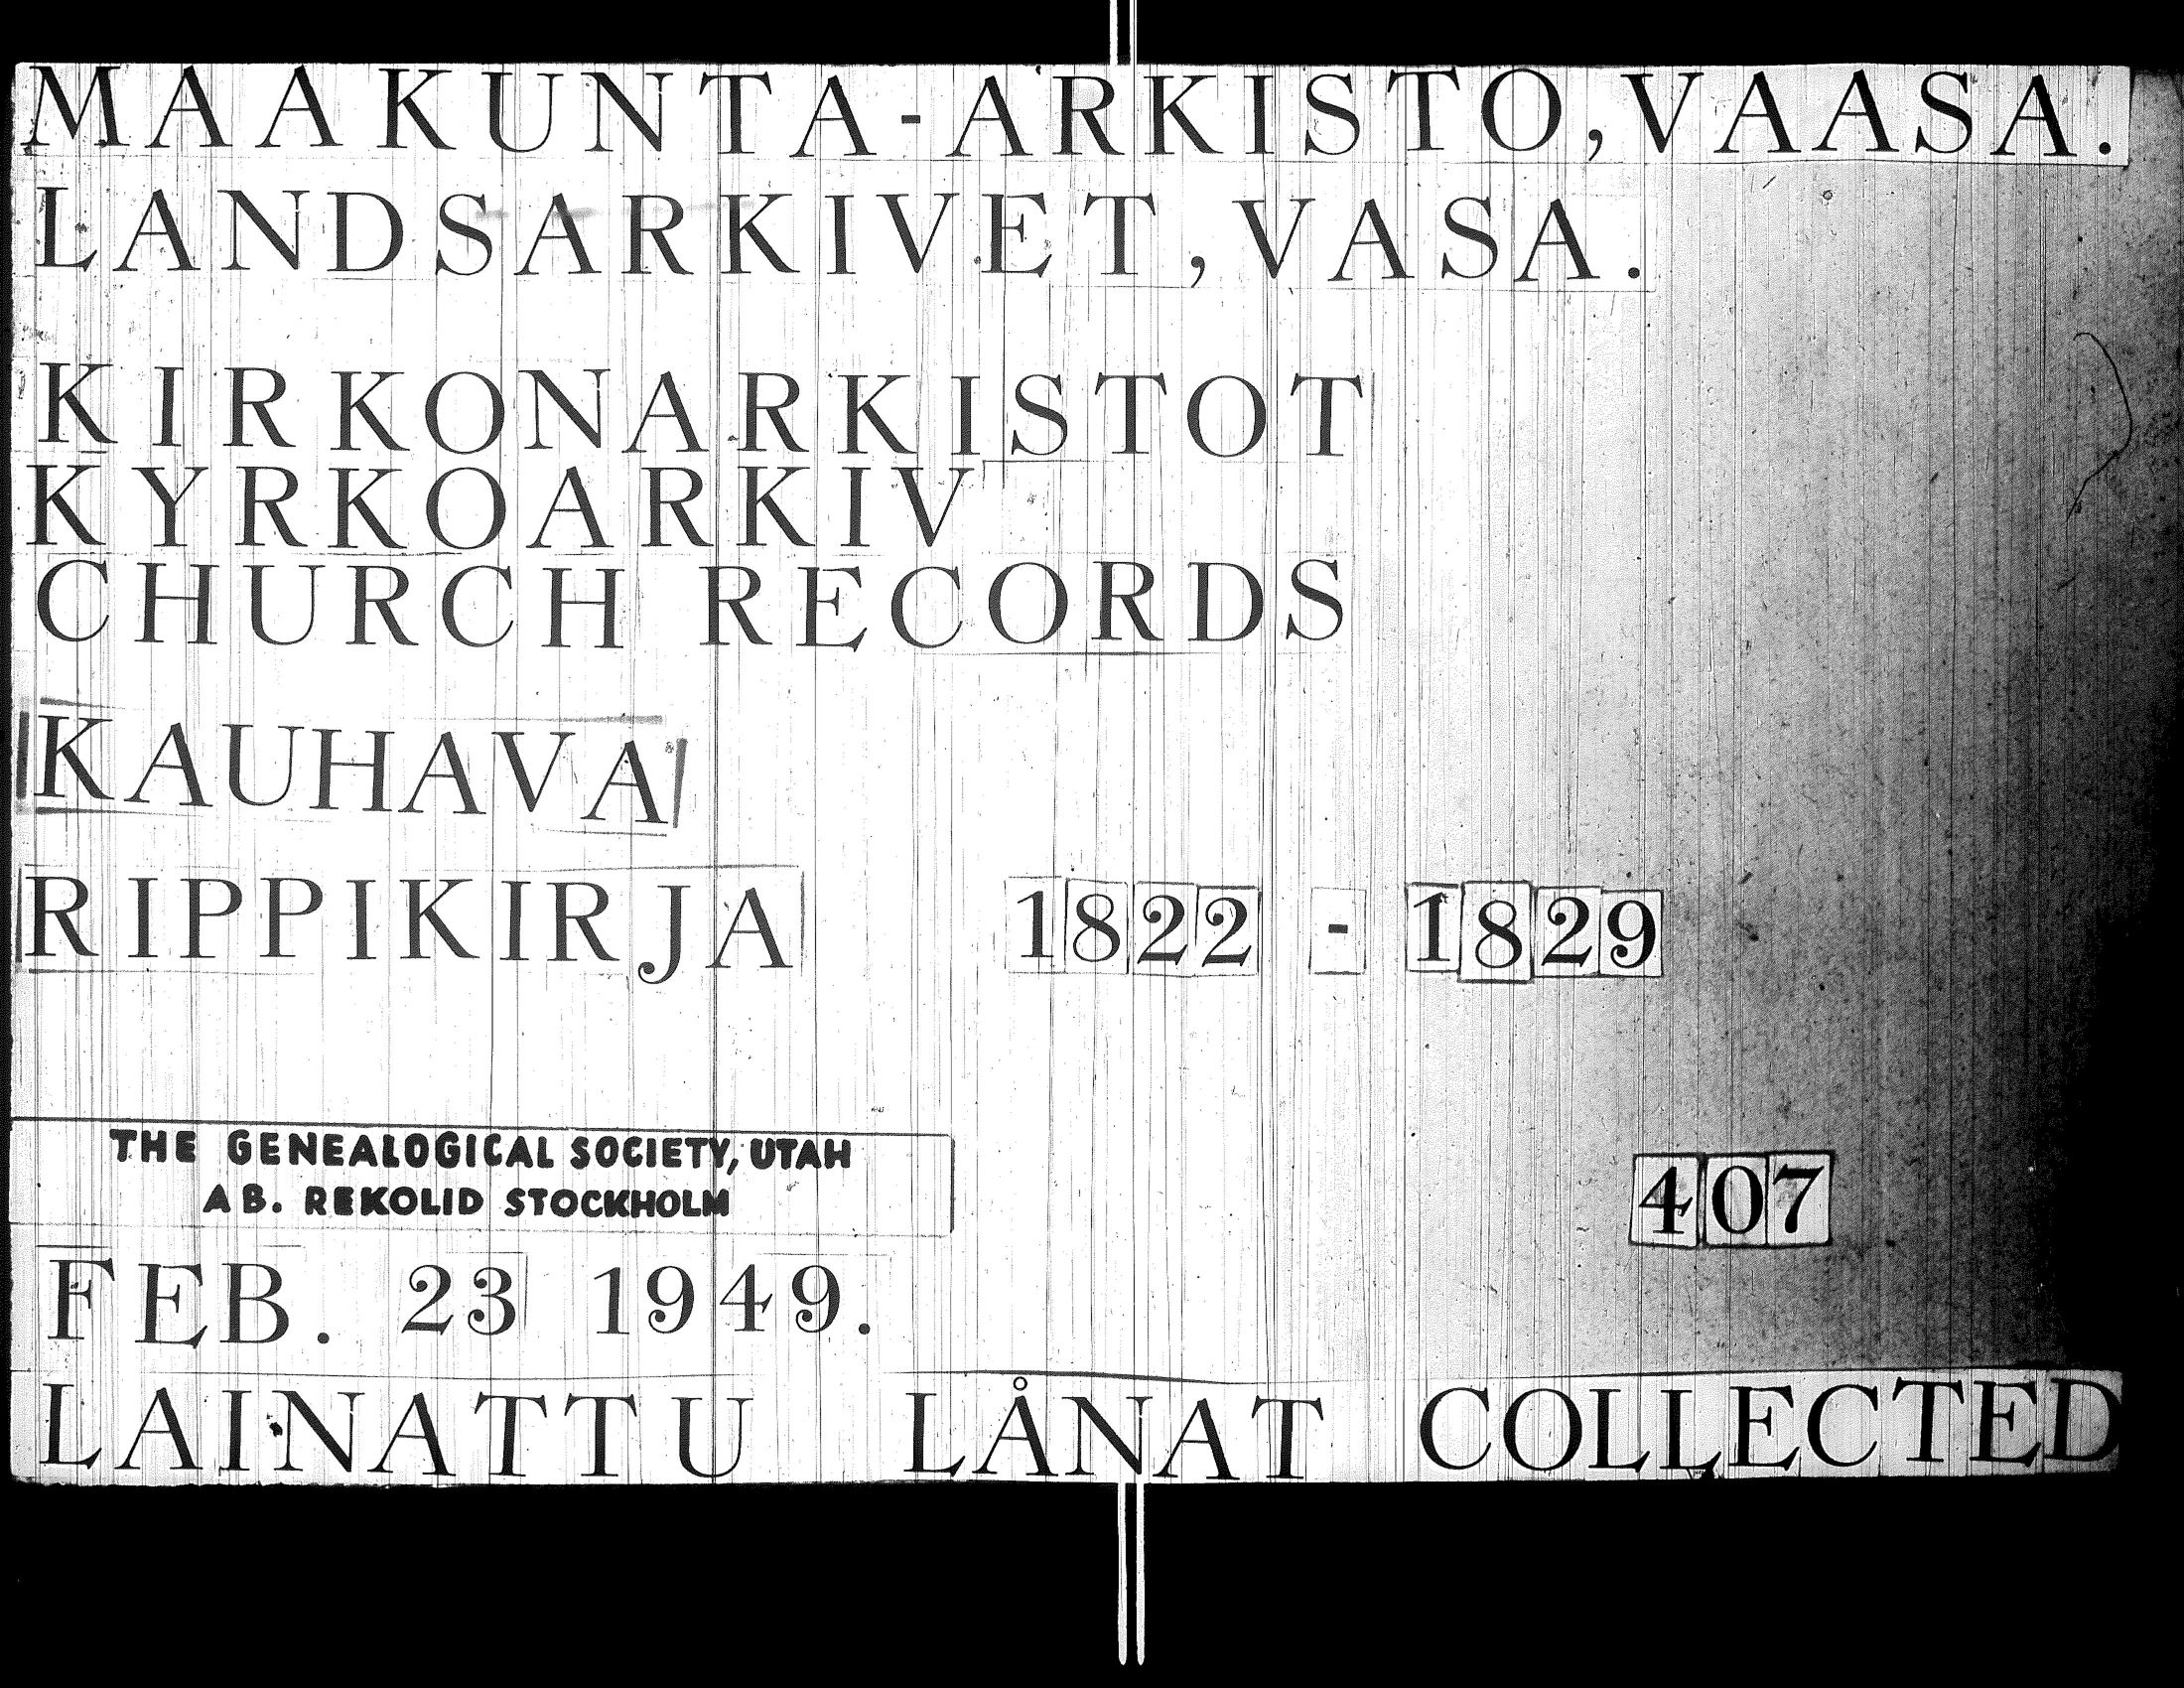 MAAKUNTA-ARKISTO, VAASA.
LANDSARKIVET, VASA.
KIRKONARKISTOT
KYRKOARKIV
CHURCH RECORDS
KAUHAVA
RIPPIKIRJA 1822 - 1829
THE GENEALOGICAL SOCIETY, UTAH
AB. REKOLID STOCKHOLM
407
FEB. 23 1949.
LAINATTU LÅNAT COLLECTED